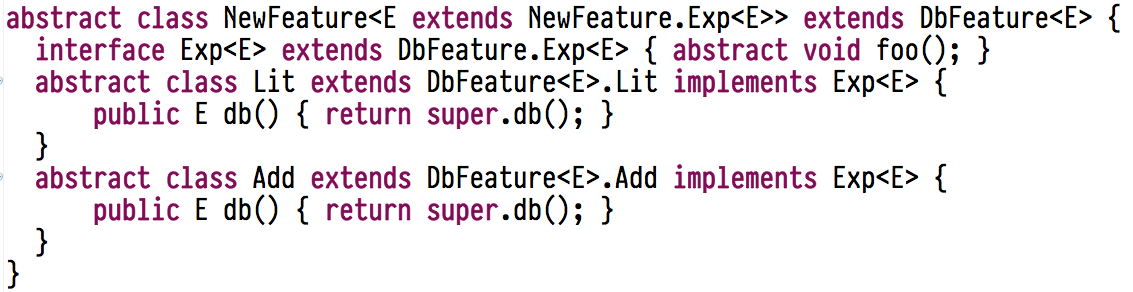 abstract class NewFeature<E extends NewFeature.Exp<E>> extends DbFeature<E> {
interface Exp<E> extends DbFeature.Exp<E> { abstract void foo(); }
abstract class Lit extends DbFeature<E>.Lit implements Exp<E> {
public E db() { return super.db(); }
}
abstract class Add extends DbFeature<E>.Add implements Exp<E> {
public E db() { return super.db(); }
}
}